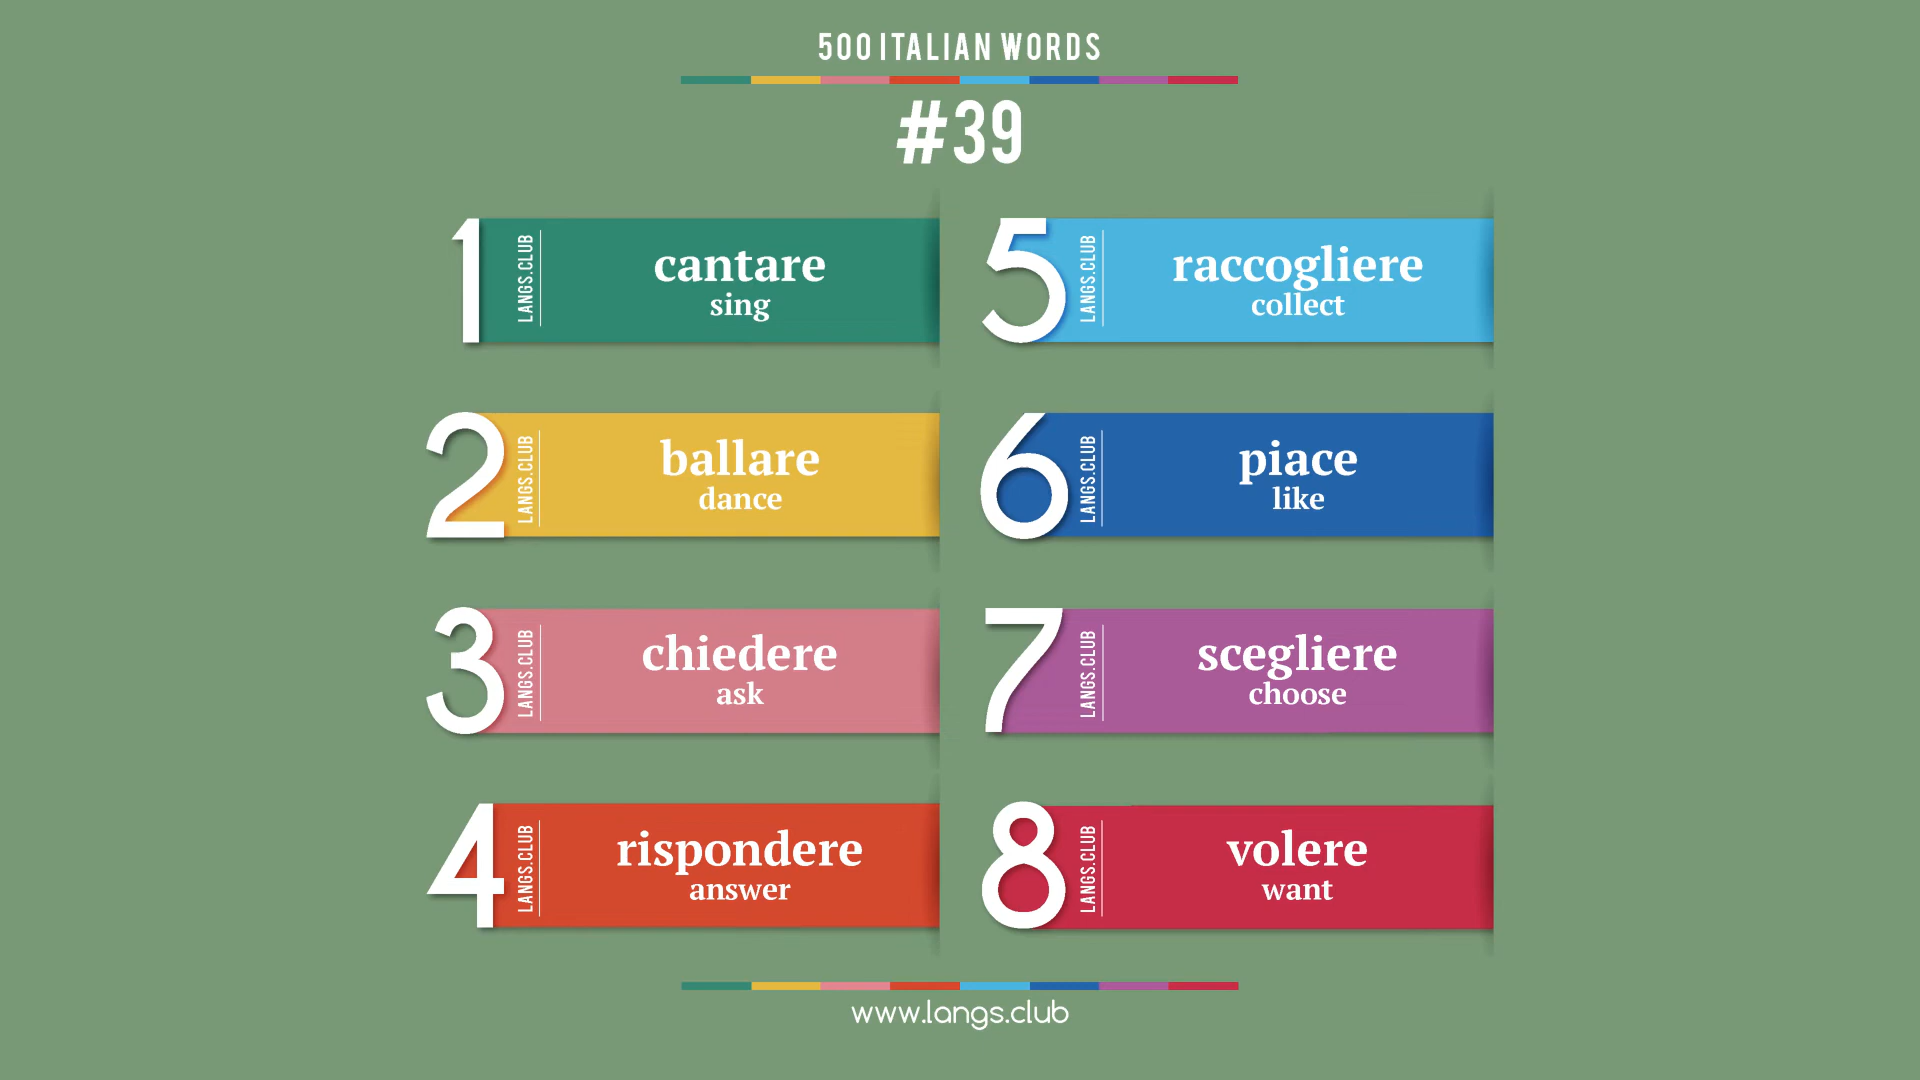 500 ITALIAN WORDS
#39
1
LANGS.CLUB
cantare
sing
2
LANGS.CLUB
ballare
dance
3
LANGS.CLUB
chiedere
ask
4
LANGS.CLUB
rispondere
answer
5
LANGS.CLUB
raccogliere
collect
6
LANGS.CLUB
piace
like
7
LANGS.CLUB
scegliere
choose
8
LANGS.CLUB
volere
want
www.langs.club